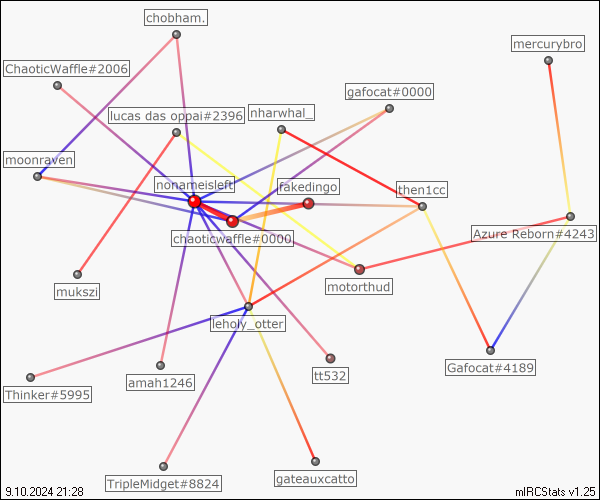 chobham.
mercurybro
ChaoticWaffle#2006
gafocat#0000
lucas das oppai#2396
nharwhal_
moonraven
nonameisleft
fakedingo
then1cc
chaoticwaffle#0000
Azure Reborn#4243
mukszi
motorthud
leholy_otter
Thinker#5995
amah1246
tt532
Gafocat#4189
TripleMidget#8824
gateauxcatto
9.10.2024 21:28
mIRCStats v1.25